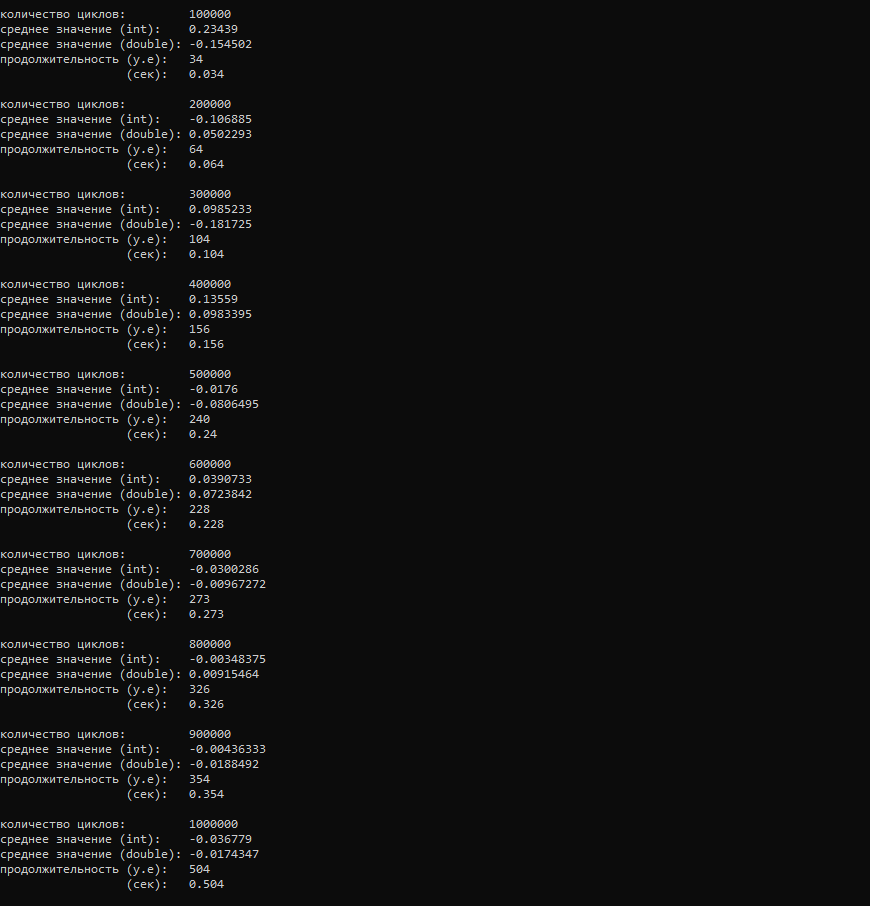 количество циклов: 100000
среднее значение (int): 0.23439
среднее значение (double): -0.154502
продолжительность (у.е): 34
(сек): 0.034
количество циклов: 200000
среднее значение (int): -0.106885
среднее значение (double): 0.0502293
продолжительность (у.е): 64
(сек): 0.064
количество циклов: 300000
среднее значение (int): 0.0985233
среднее значение (double): -0.181725
продолжительность (у.е): 104
(сек): 0.104
количество циклов: 400000
среднее значение (int): 0.13559
среднее значение (double): 0.0983395
продолжительность (у.е): 156
(сек): 0.156
количество циклов: 500000
среднее значение (int): -0.0176
среднее значение (double): -0.0806495
продолжительность (у.е): 240
(сек): 0.24
количество циклов: 600000
среднее значение (int): 0.0390733
среднее значение (double): 0.0723842
продолжительность (у.е): 228
(сек): 0.228
количество циклов: 700000
среднее значение (int): -0.0300286
среднее значение (double): -0.00967272
продолжительность (у.е): 273
(сек): 0.273
количество циклов: 800000
среднее значение (int): -0.00348375
среднее значение (double): 0.00915464
продолжительность (у.е): 326
(сек): 0.326
количество циклов: 900000
среднее значение (int): -0.00436333
среднее значение (double): -0.0188492
продолжительность (у.е): 354
(сек): 0.354
количество циклов: 1000000
среднее значение (int): -0.036779
среднее значение (double): -0.0174347
продолжительность (у.е): 504
(сек): 0.504